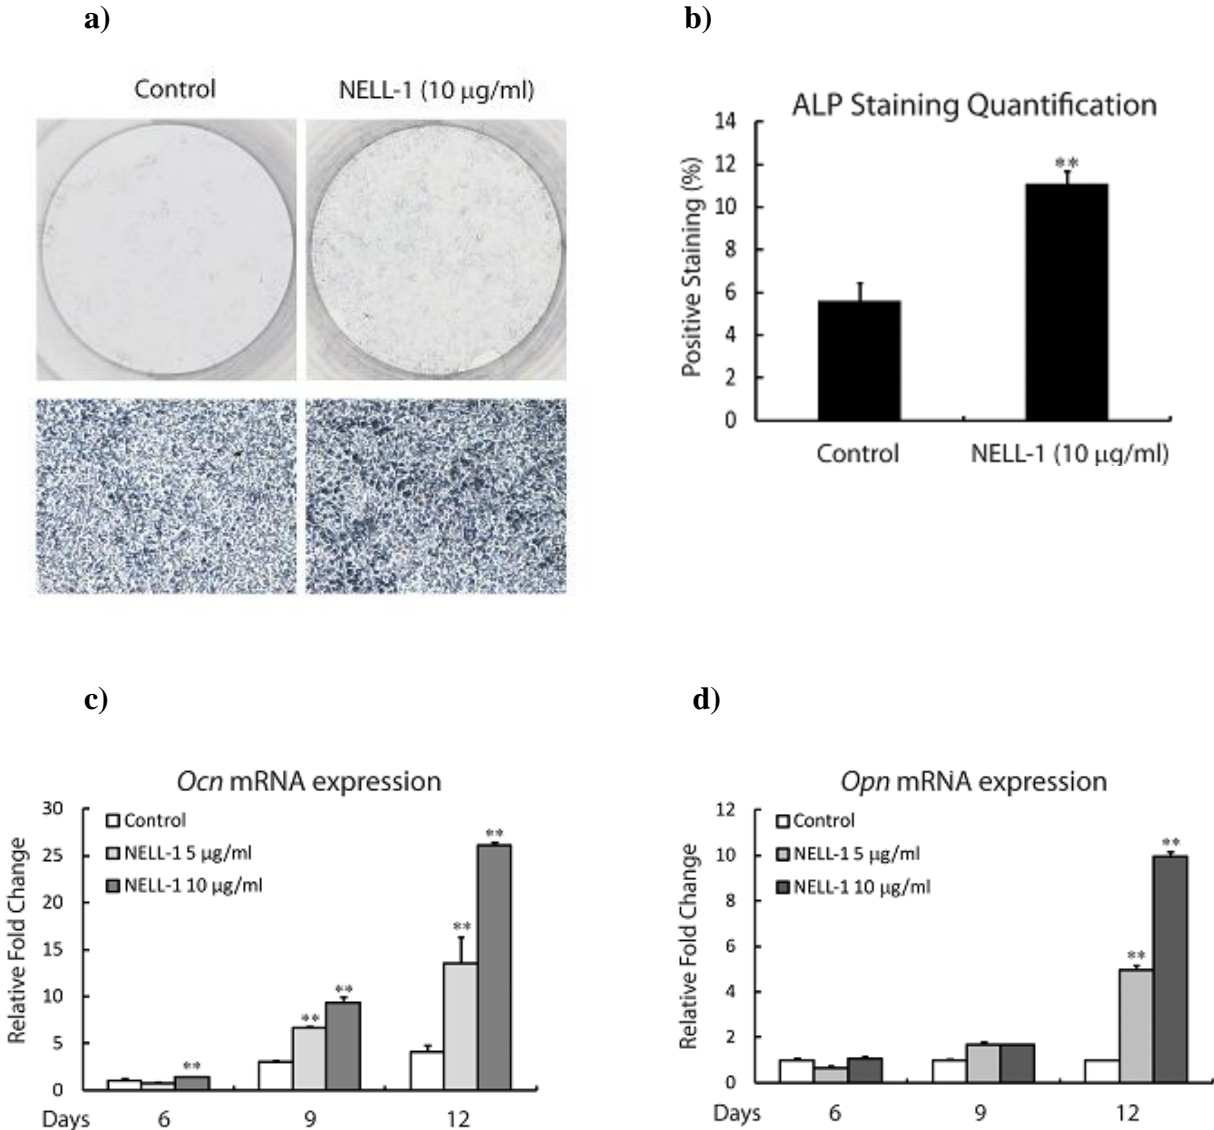 a)
Control
NELL-1 (10 µg/ml)
b)
ALP Staining Quantification
Positive Staining (%)
14
12
10
8
6
4
2
0
**
Control
NELL-1 (10 µg/ml)
c)
Ocn mRNA expression
Relative Fold Change
30
25
20
15
10
5
0
Control
NELL-1 5 µg/ml
NELL-1 10 µg/ml
**
**
**
**
**
Days 6 9 12
d)
Opn mRNA expression
Relative Fold Change
12
10
8
6
4
2
0
Control
NELL-1 5 µg/ml
NELL-1 10 µg/ml
**
**
Days 6 9 12